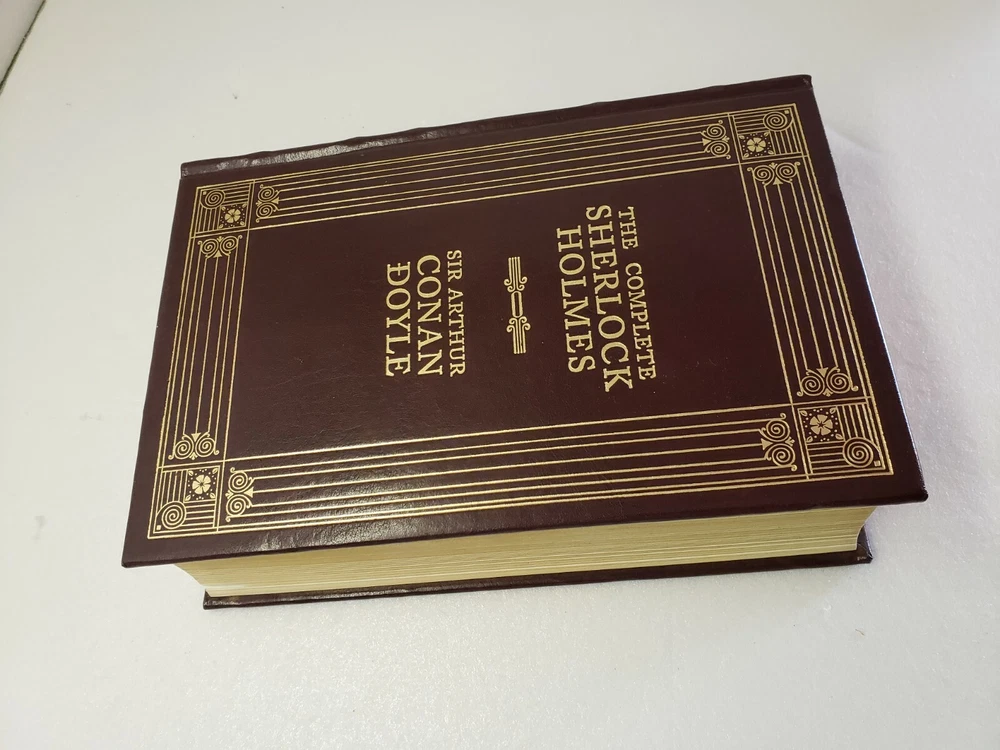 THE COMPLETE
SHERLOCK
HOLMES
SIR ARTHUR
CONAN
DOYLE